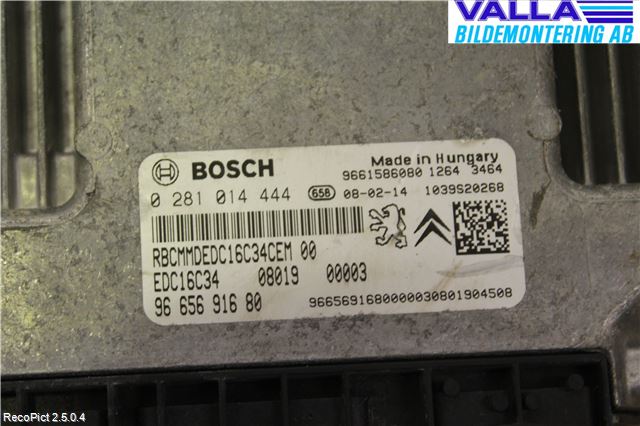 VALLA
BILDEMONTERING AB
BOSCH
Made in Hungary
9661586080 1264 3464
0 281 014 444 658 08-02-14 1039S20268
RBCMMDEDC16C34CEM 00
EDC16C34 08019 00003
96 656 916 80
9665691680000030801904508
RecoPict 2.5.0.4